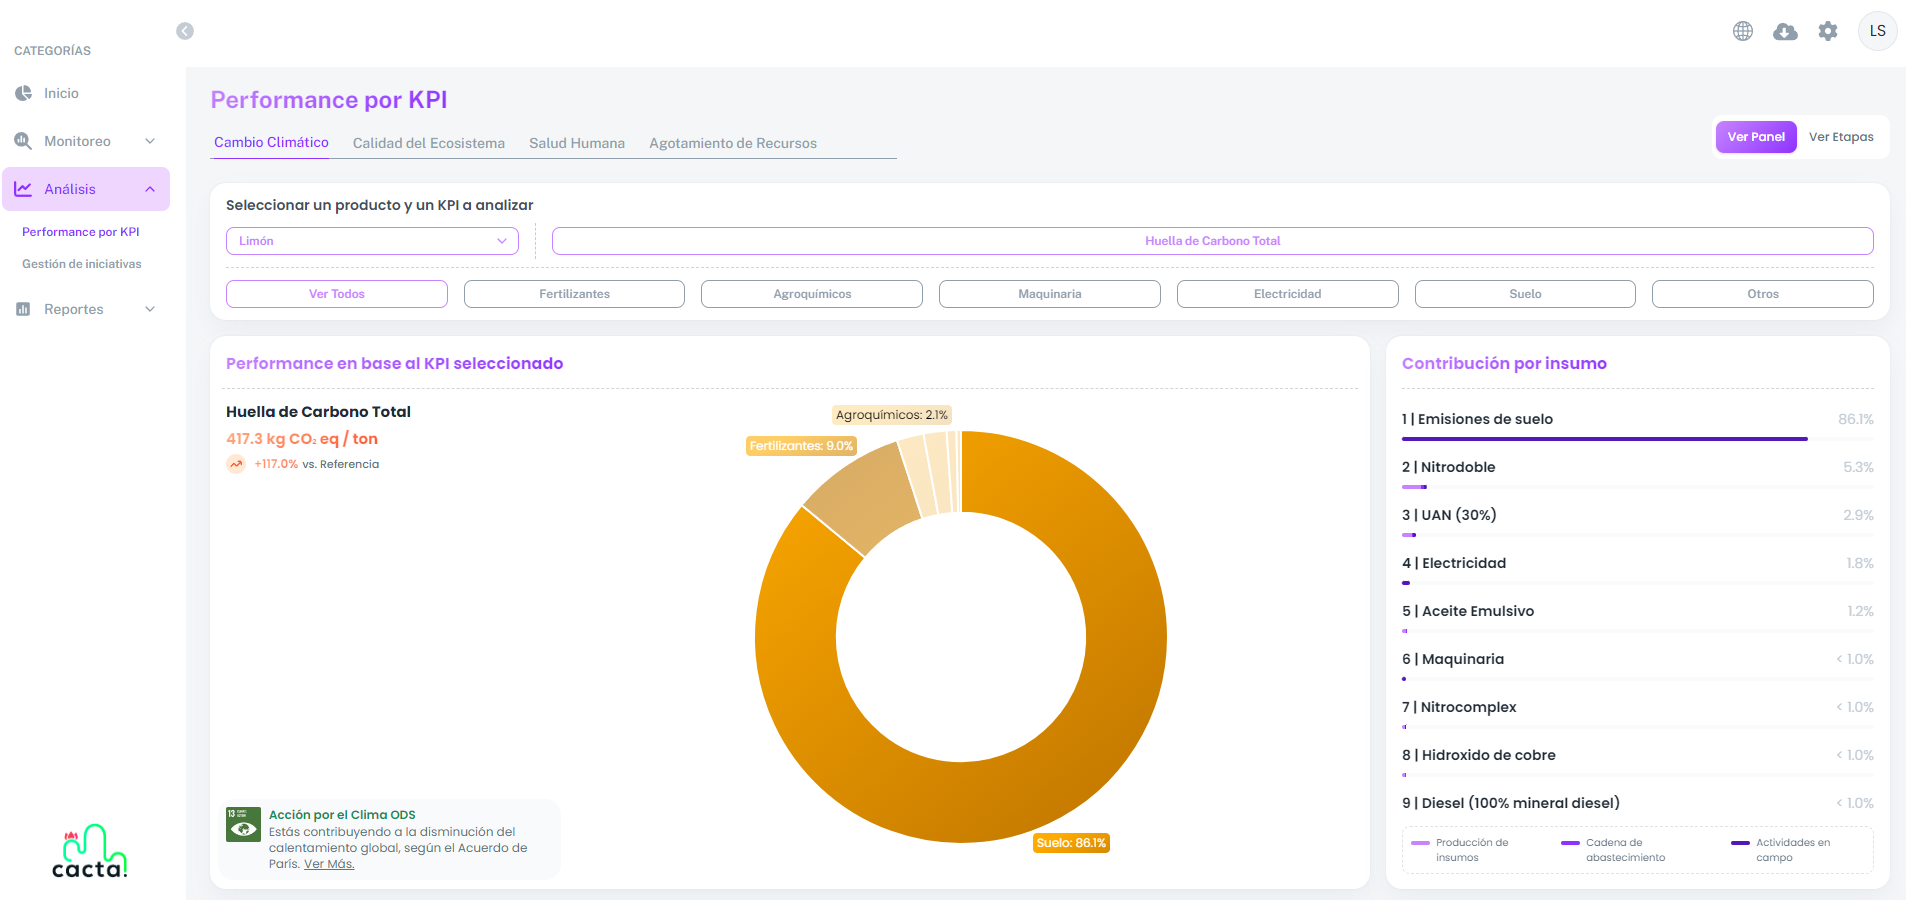 LS
CATEGORÍAS
Inicio
Monitoreo
Análisis
Performance por KPI
Gestión de iniciativas
Reportes
cacta!
Performance por KPI
Cambio Climático
Calidad del Ecosistema
Salud Humana
Agotamiento de Recursos
Ver Panel
Ver Etapas
Seleccionar un producto y un KPI a analizar
Limón
Huella de Carbono Total
Ver Todos
Fertilizantes
Agroquímicos
Maquinaria
Electricidad
Suelo
Otros
Performance en base al KPI seleccionado
Huella de Carbono Total
417.3 kg CO₂ eq / ton
+117.0% vs. Referencia
Agroquímicos: 2.1%
Fertilizantes: 9.0%
Suelo: 86.1%
13
Acción por el Clima ODS
Estás contribuyendo a la disminución del
calentamiento global, según el Acuerdo de
París. Ver Más.
Contribución por insumo
1 | Emisiones de suelo 86.1%
2 | Nitrodoble 5.3%
3 | UAN (30%) 2.9%
4 | Electricidad 1.8%
5 | Aceite Emulsivo 1.2%
6 | Maquinaria < 1.0%
7 | Nitrocomplex < 1.0%
8 | Hidroxido de cobre < 1.0%
9 | Diesel (100% mineral diesel) < 1.0%
Producción de
insumos
Cadena de
abastecimiento
Actividades en
campo